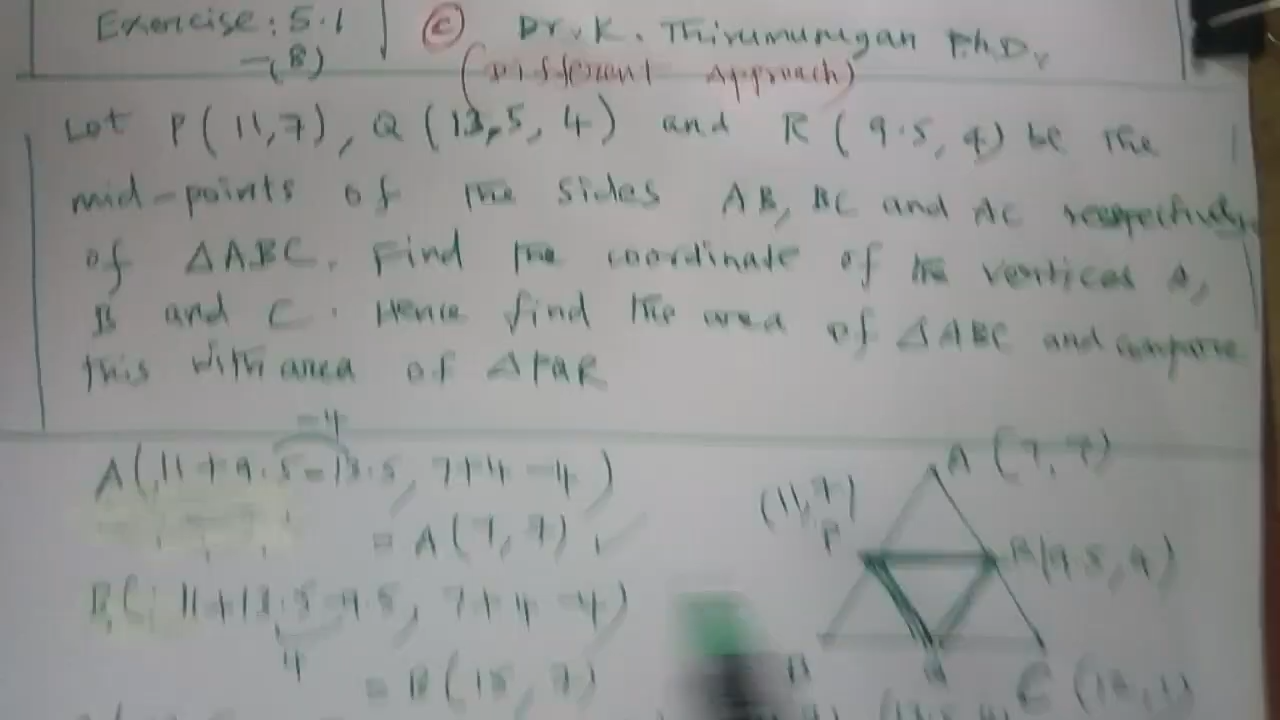 Exercise: 5.1
-(8)
© Dr. K. Thirumurugan Ph.D,
(Different Approach)
Let P(11,7), Q(13,5, 4) and R(9.5, 4) be the
mid-points of the sides AB, BC and AC respectively
of ΔABC. Find the coordinate of the vertices A,
B and C. Hence find the area of ΔABC and compare
this with area of ΔPQR
-4
A(11+9.5-13.5, 7+4-4)
= A(7,7)
B(11+13.5-9.5, 7+4-4)
4
= B(15,7)
A(7,7)
(11,7)
P
R(9.5,4)
B
C